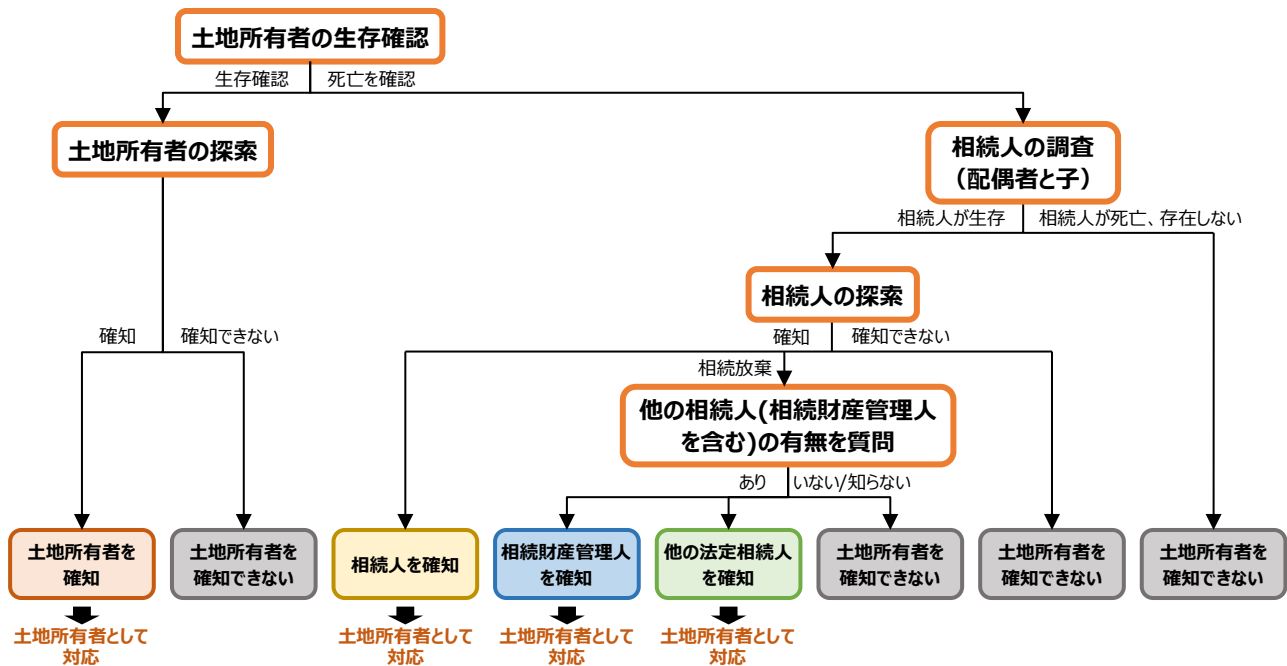 土地所有者の生存確認
生存確認
死亡を確認
土地所有者の探索
相続人の調査
（配偶者と子）
相続人が生存
相続人が死亡、存在しない
相続人の探索
確知
確知できない
確知
確知できない
相続放棄
他の相続人(相続財産管理人
を含む)の有無を質問
あり
いない/知らない
土地所有者を
確知
土地所有者を
確知できない
相続人を確知
相続財産管理人
を確知
他の法定相続人
を確知
土地所有者を
確知できない
土地所有者を
確知できない
土地所有者を
確知できない
土地所有者として
対応
土地所有者として
対応
土地所有者として
対応
土地所有者として
対応